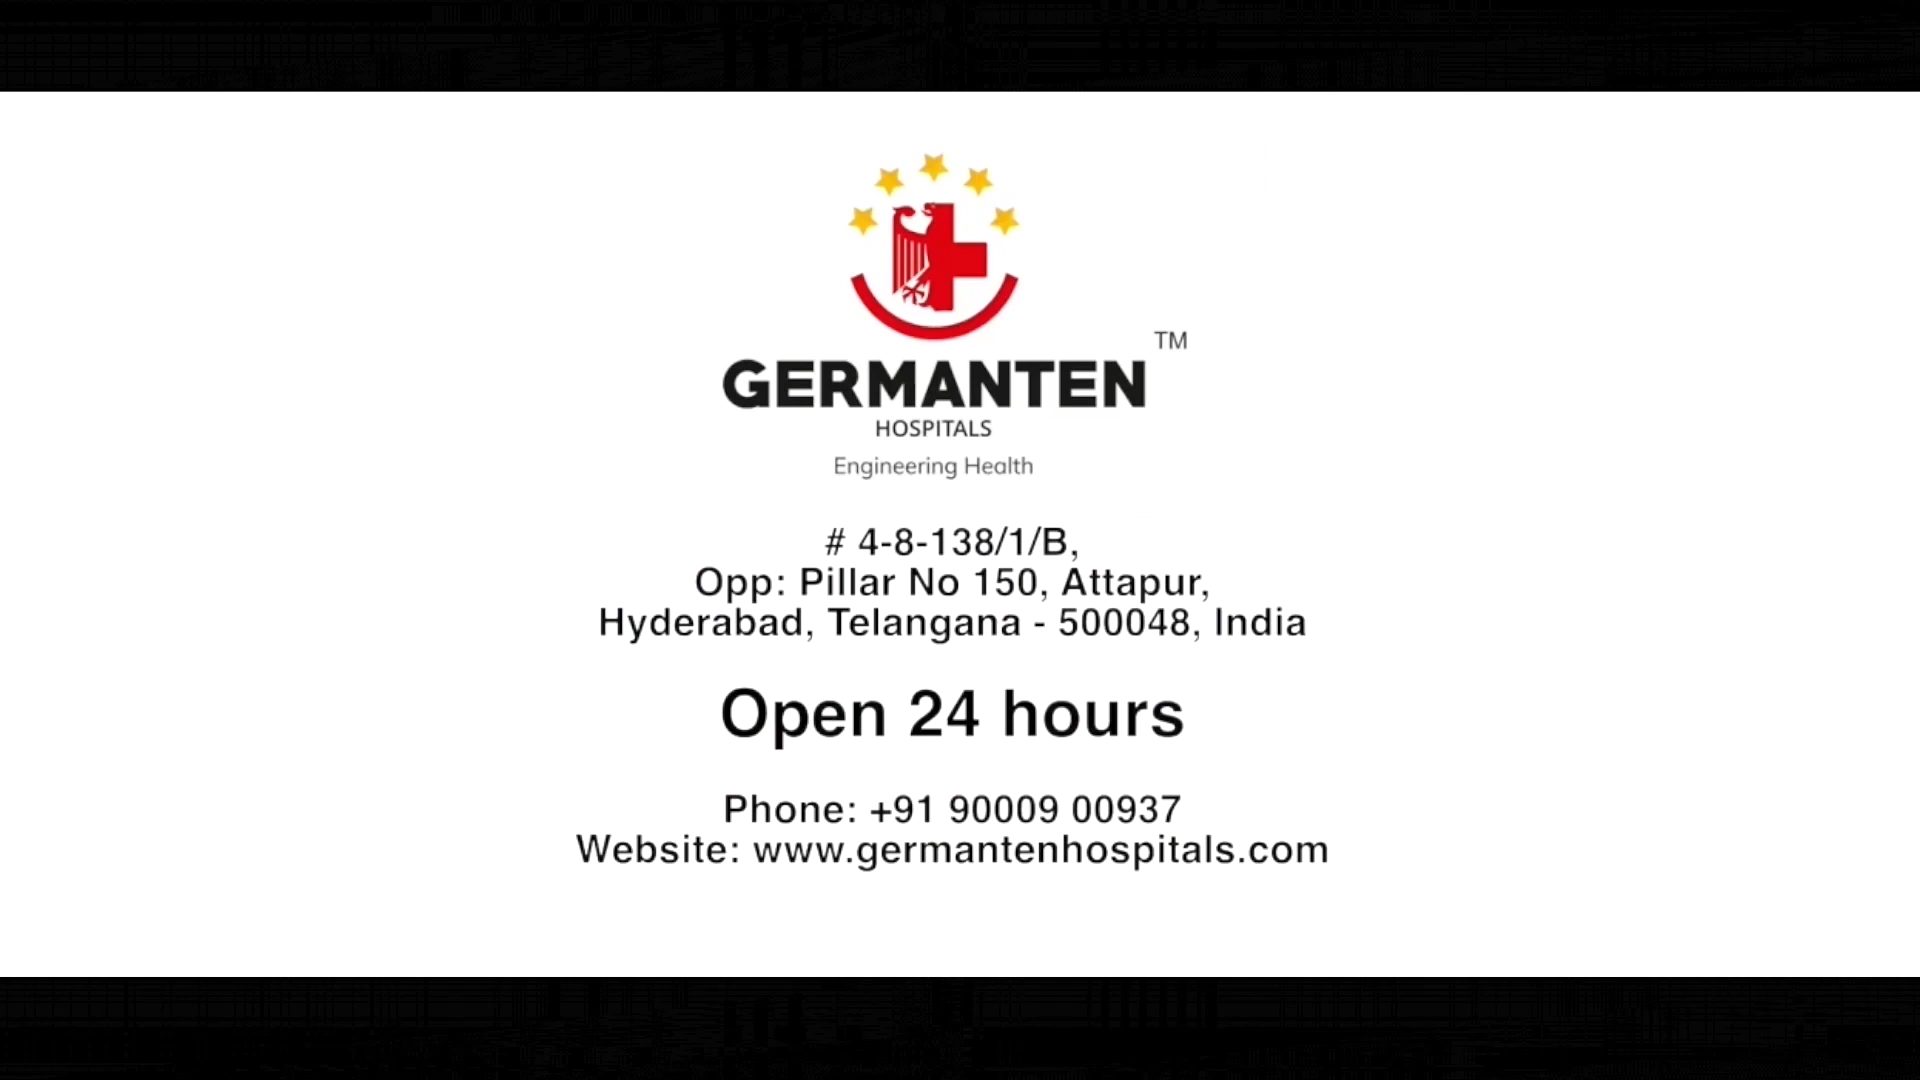 TM
GERMANTEN
HOSPITALS
Engineering Health
# 4-8-138/1/B,
Opp: Pillar No 150, Attapur,
Hyderabad, Telangana - 500048, India
Open 24 hours
Phone: +91 90009 00937
Website: www.germantenhospitals.com